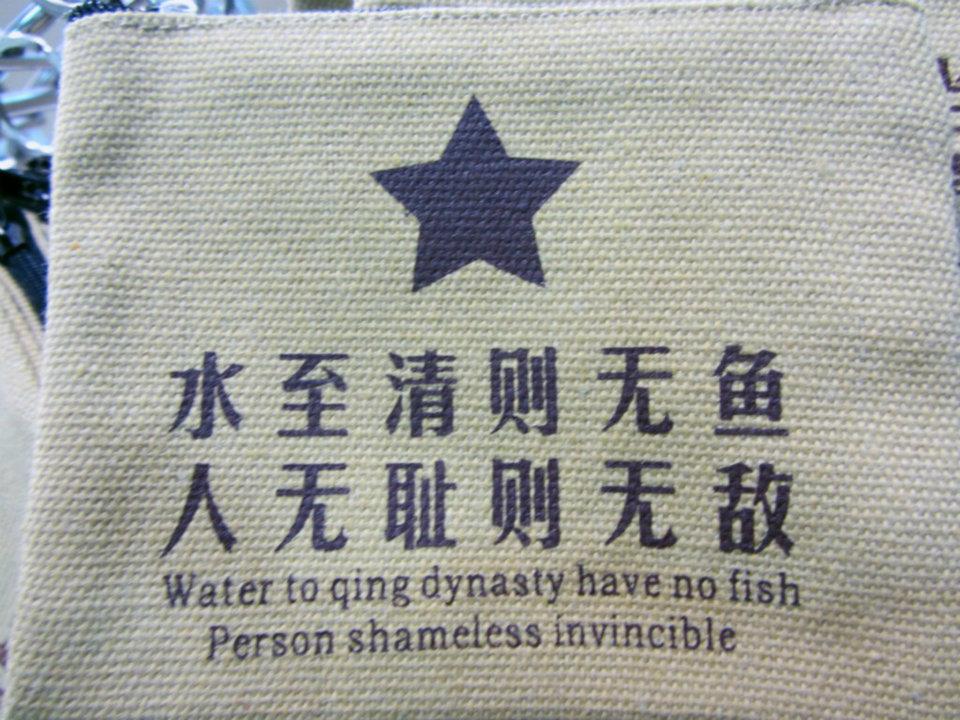 水至清则无鱼
人无耻则无敌
Water to qing dynasty have no fish
Person shameless invincible